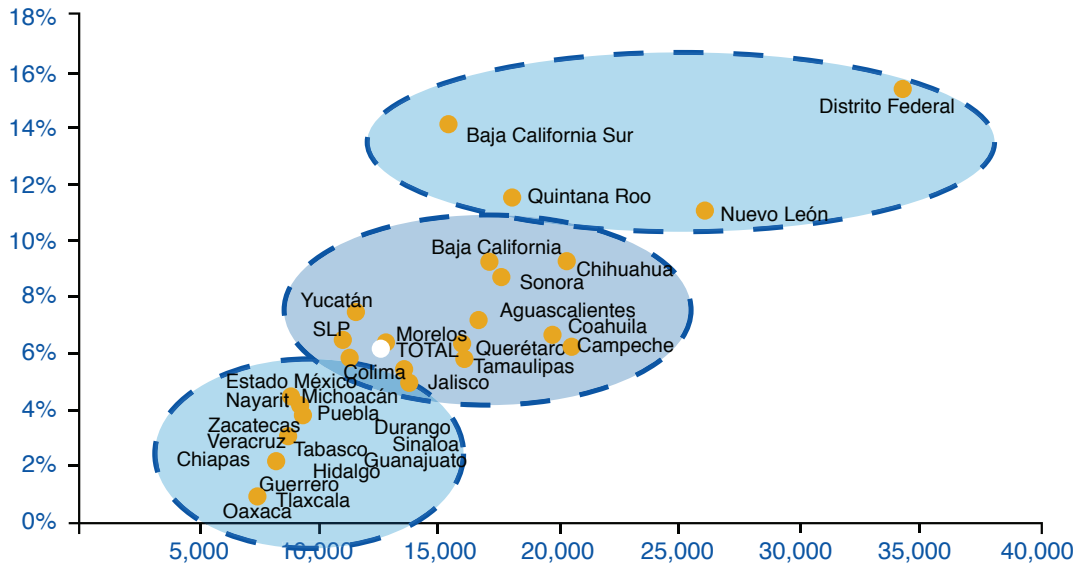 18%
16%
Distrito Federal
14%
Baja California Sur
12%
Quintana Roo
Nuevo León
10%
Baja California
Chihuahua
Sonora
8%
Yucatán
Aguascalientes
SLP
Morelos
Coahuila
6%
TOTAL
Querétaro
Campeche
Colima
Tamaulipas
Estado México
Jalisco
Nayarit
Michoacán
4%
Puebla
Zacatecas
Durango
Veracruz
Sinaloa
Tabasco
Chiapas
Guanajuato
2%
Hidalgo
Guerrero
Tlaxcala
Oaxaca
0%
5,000 10,000 15,000 20,000 25,000 30,000 35,000 40,000